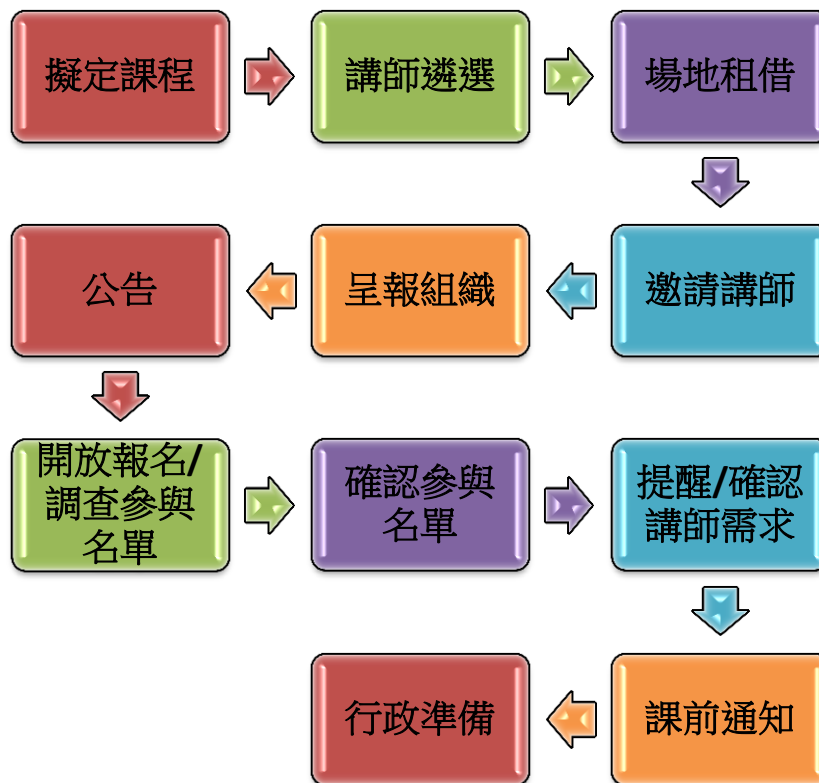 擬定課程
講師遴選
場地租借
邀請講師
呈報組織
公告
開放報名/
調查參與
名單
確認參與
名單
提醒/確認
講師需求
課前通知
行政準備